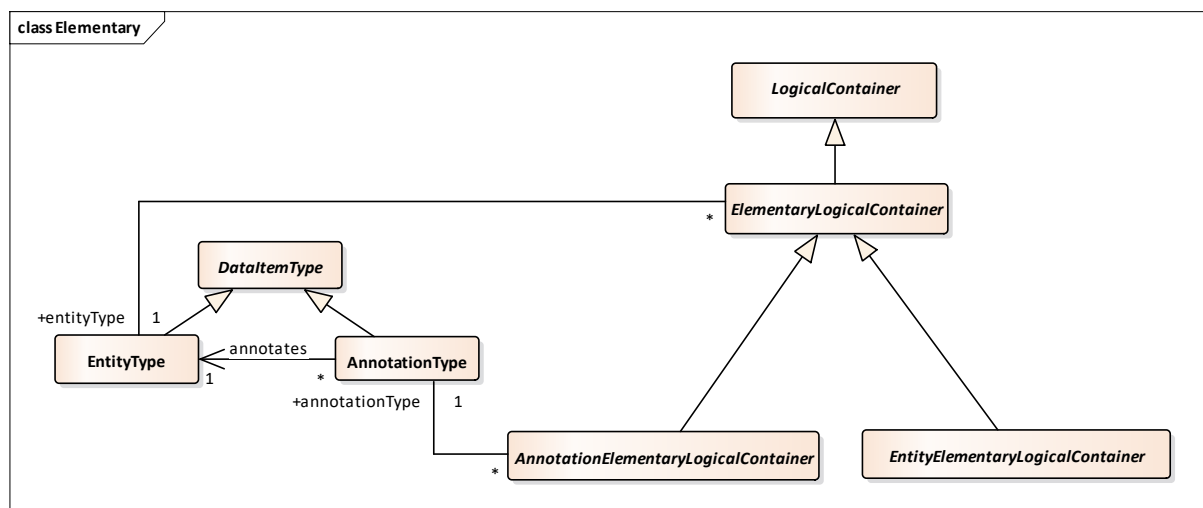 class Elementary
LogicalContainer
ElementaryLogicalContainer
*
DataItemType
+entityType 1
EntityType
annotates
AnnotationType
1
*
+annotationType 1
AnnotationElementaryLogicalContainer
*
EntityElementaryLogicalContainer